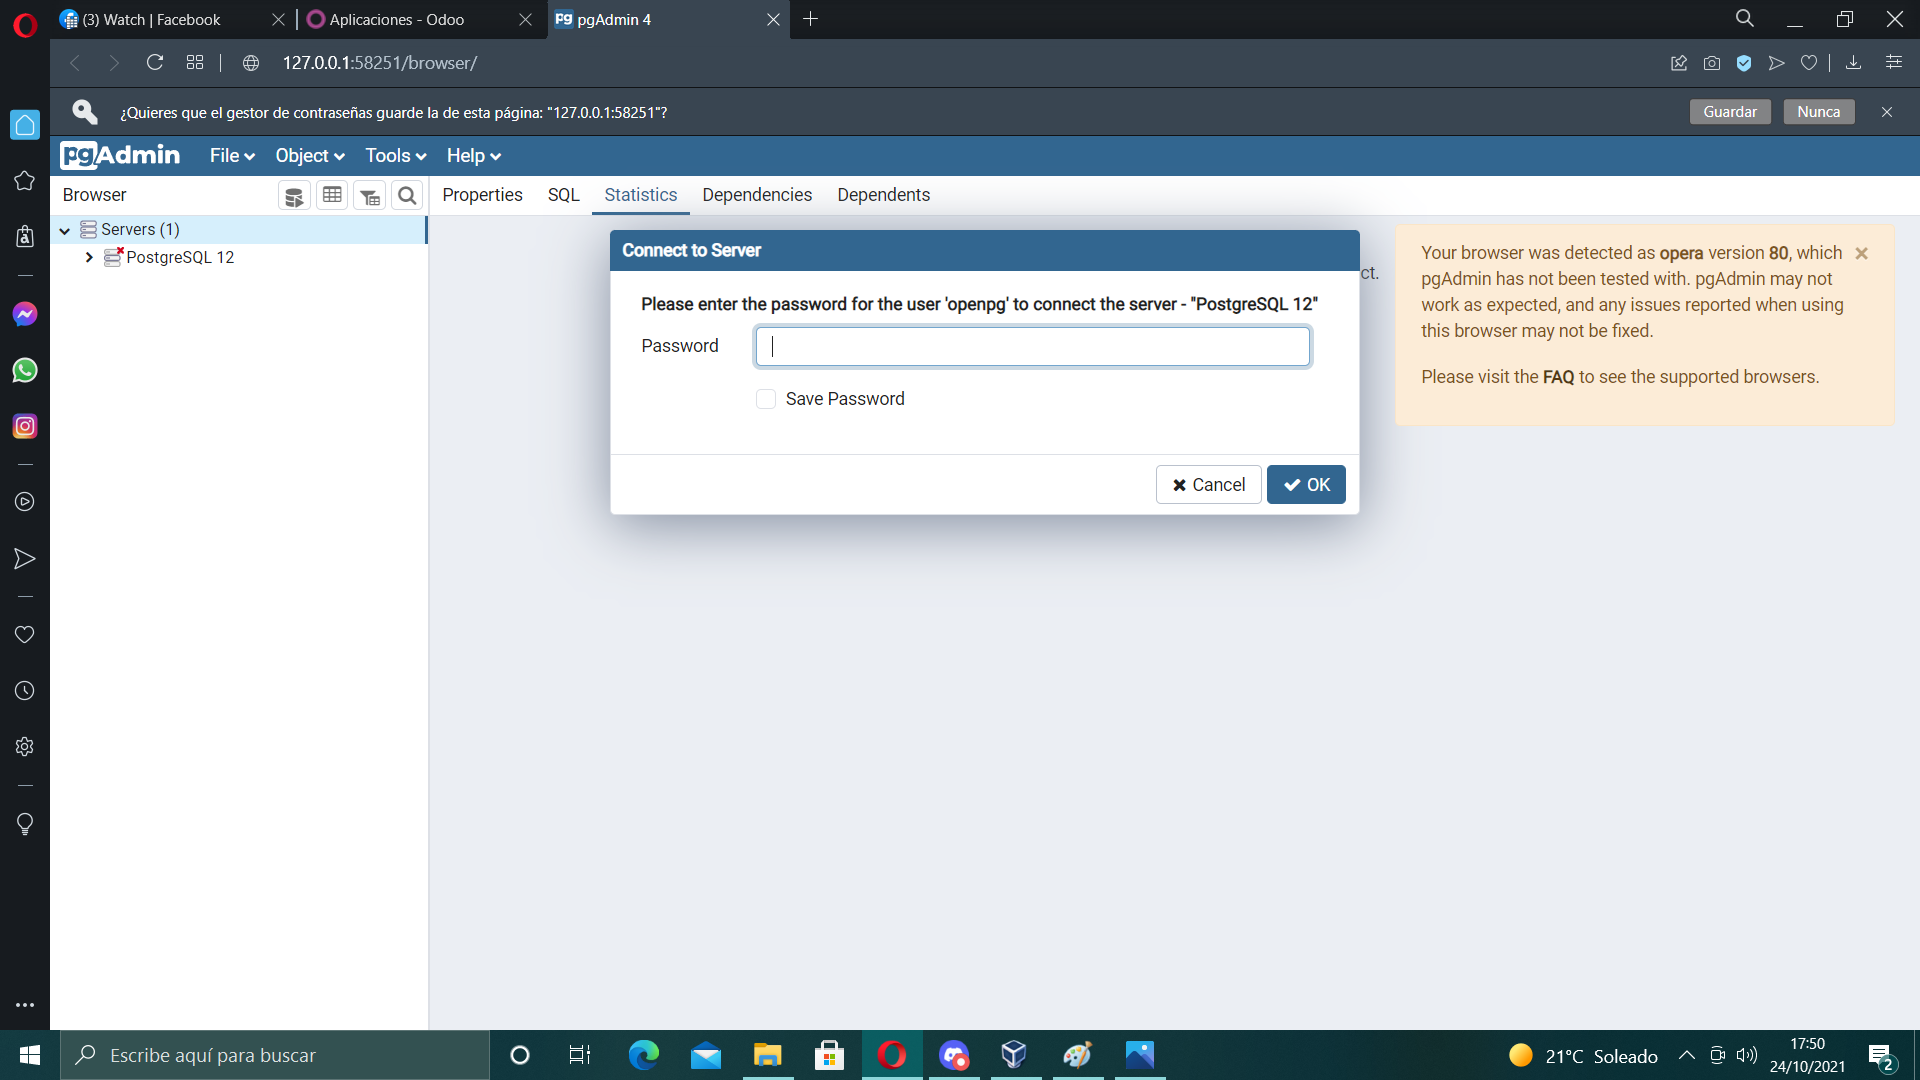 (3) Watch | Facebook
Aplicaciones - Odoo
pgAdmin 4
127.0.0.1:58251/browser/
¿Quieres que el gestor de contraseñas guarde la de esta página: "127.0.0.1:58251"?
Guardar
Nunca
pgAdmin
File
Object
Tools
Help
Browser
Properties
SQL
Statistics
Dependencies
Dependents
Servers (1)
PostgreSQL 12
Connect to Server
ct.
Please enter the password for the user 'openpg' to connect the server - "PostgreSQL 12"
Password
Save Password
Cancel
OK
Your browser was detected as opera version 80, which
pgAdmin has not been tested with. pgAdmin may not
work as expected, and any issues reported when using
this browser may not be fixed.
Please visit the FAQ to see the supported browsers.
Escribe aquí para buscar
21°C Soleado
17:50
24/10/2021
2